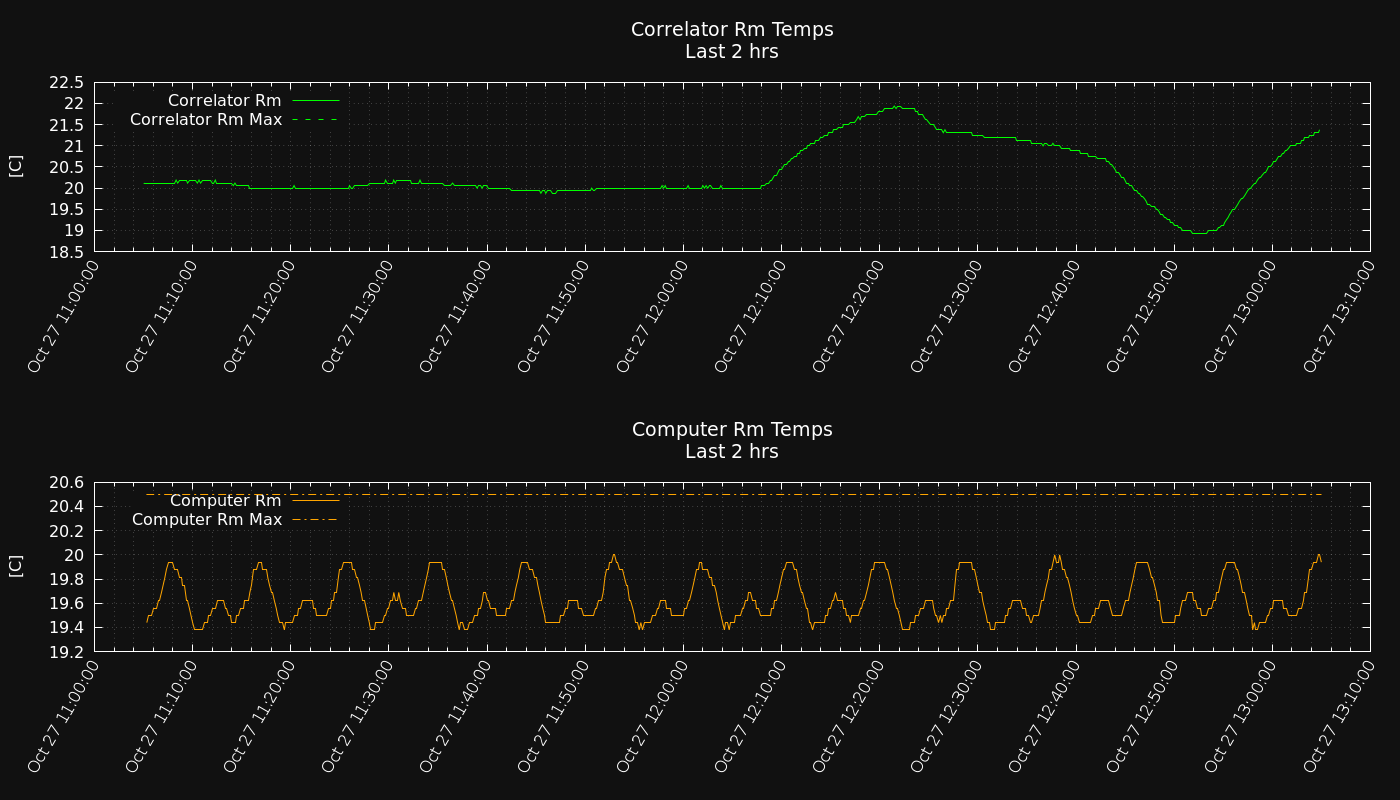 Correlator Rm Temps
Last 2 hrs
22.5
22
21.5
21
20.5
20
19.5
19
18.5
[C]
Correlator Rm
Correlator Rm Max
Oct 27 11:00:00
Oct 27 11:10:00
Oct 27 11:20:00
Oct 27 11:30:00
Oct 27 11:40:00
Oct 27 11:50:00
Oct 27 12:00:00
Oct 27 12:10:00
Oct 27 12:20:00
Oct 27 12:30:00
Oct 27 12:40:00
Oct 27 12:50:00
Oct 27 13:00:00
Oct 27 13:10:00
Computer Rm Temps
Last 2 hrs
20.6
20.4
20.2
20
19.8
19.6
19.4
19.2
[C]
Computer Rm
Computer Rm Max
Oct 27 11:00:00
Oct 27 11:10:00
Oct 27 11:20:00
Oct 27 11:30:00
Oct 27 11:40:00
Oct 27 11:50:00
Oct 27 12:00:00
Oct 27 12:10:00
Oct 27 12:20:00
Oct 27 12:30:00
Oct 27 12:40:00
Oct 27 12:50:00
Oct 27 13:00:00
Oct 27 13:10:00